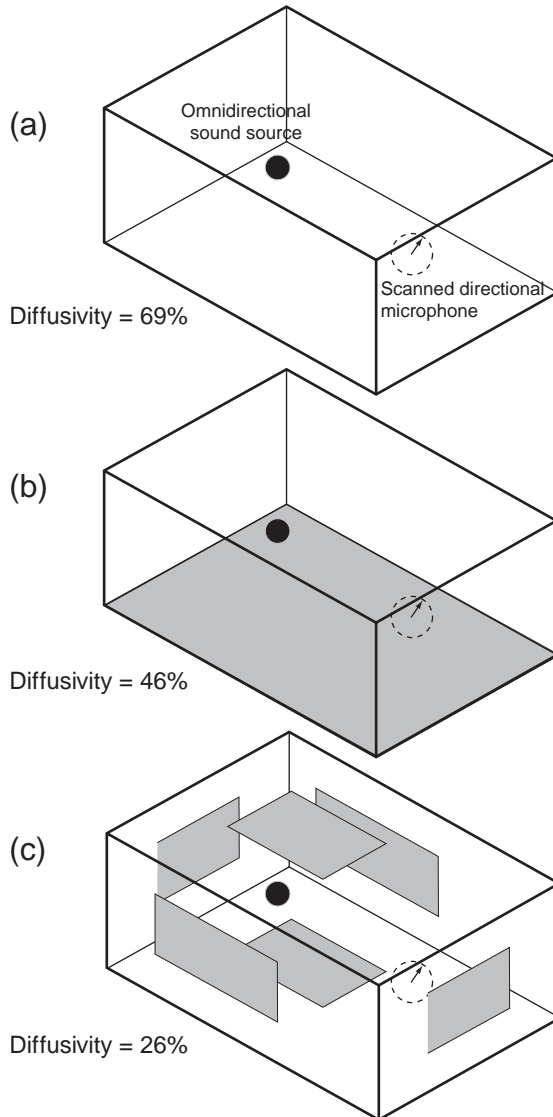 (a)
Omnidirectional
sound source
Scanned directional
microphone
Diffusivity = 69%
(b)
Diffusivity = 46%
(c)
Diffusivity = 26%